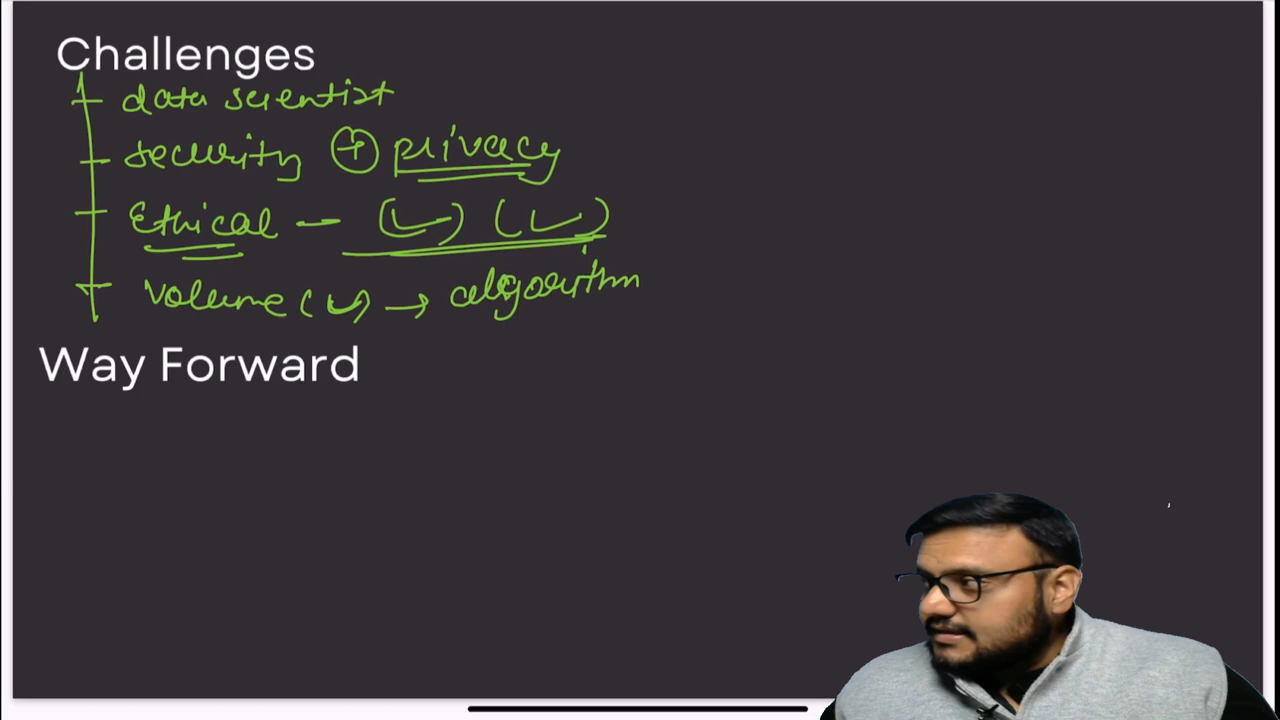 Challenges
data scientist
security + privacy
Ethical – (✓) (✓)
volume (✓) → algorithm
Way Forward